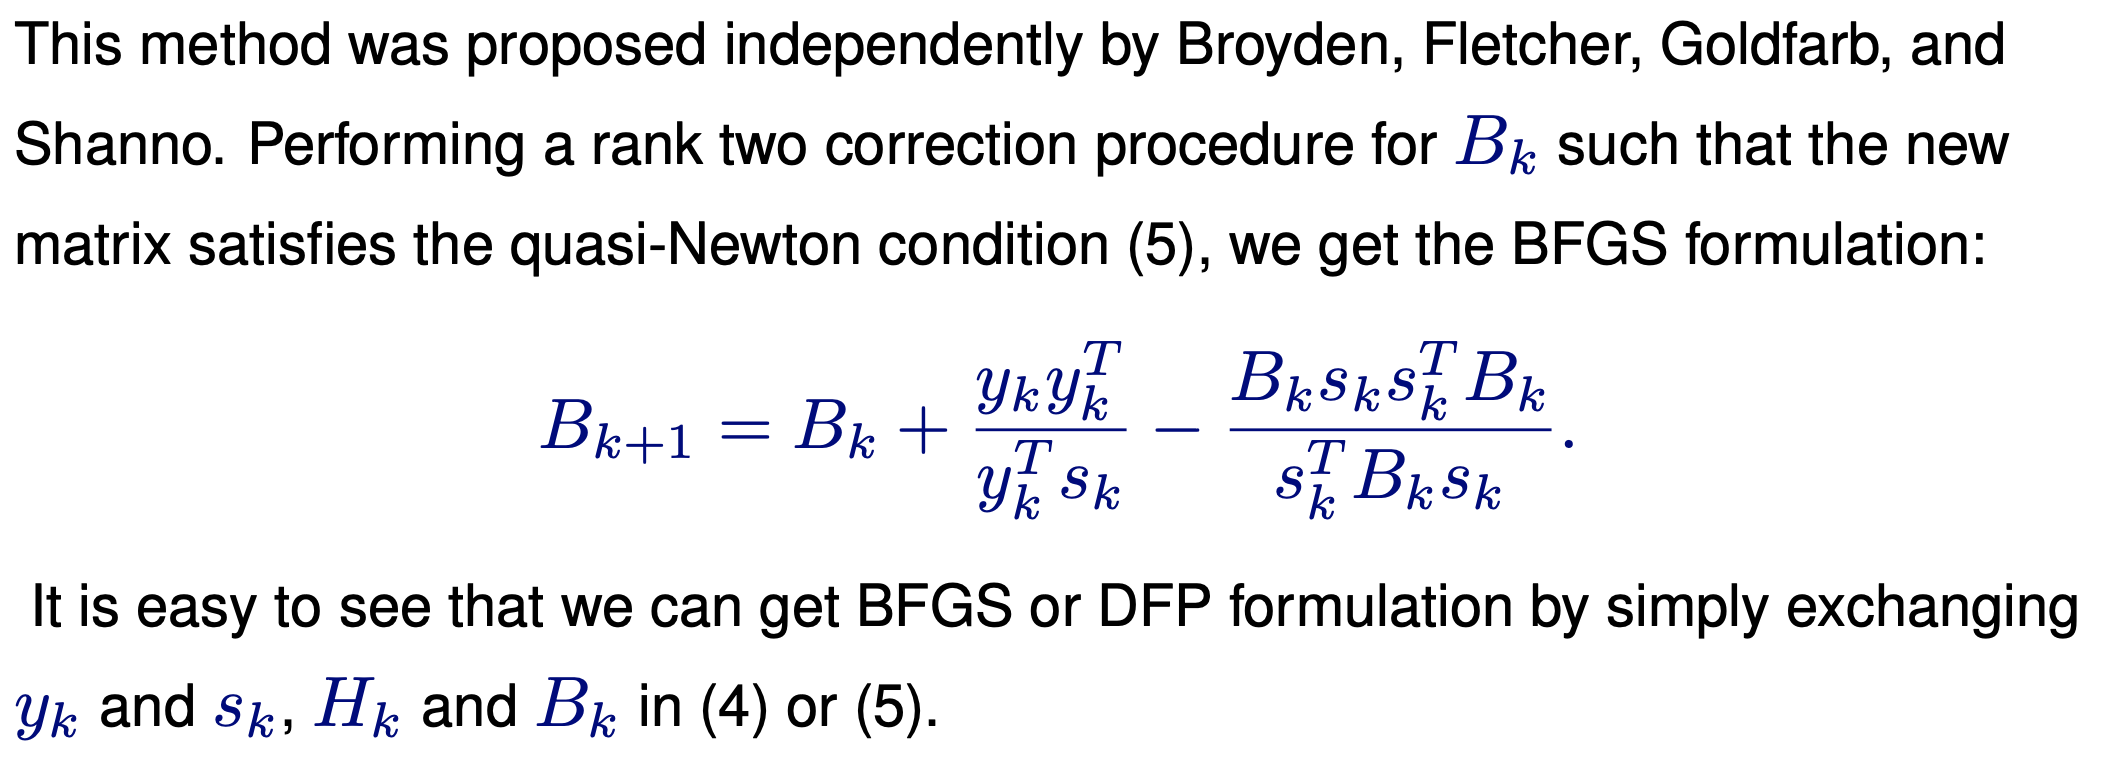 This method was proposed independently by Broyden, Fletcher, Goldfarb, and
Shanno. Performing a rank two correction procedure for $B_k$ such that the new
matrix satisfies the quasi-Newton condition (5), we get the BFGS formulation:
$B_{k+1} = B_k + \frac{y_k y_k^T}{y_k^T s_k} - \frac{B_k s_k s_k^T B_k}{s_k^T B_k s_k}.$
It is easy to see that we can get BFGS or DFP formulation by simply exchanging
$y_k$ and $s_k$, $H_k$ and $B_k$ in (4) or (5).